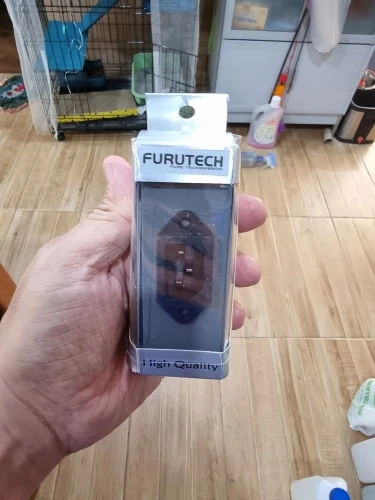 FURUTECH
PURE TRANSMISSION
High Quality